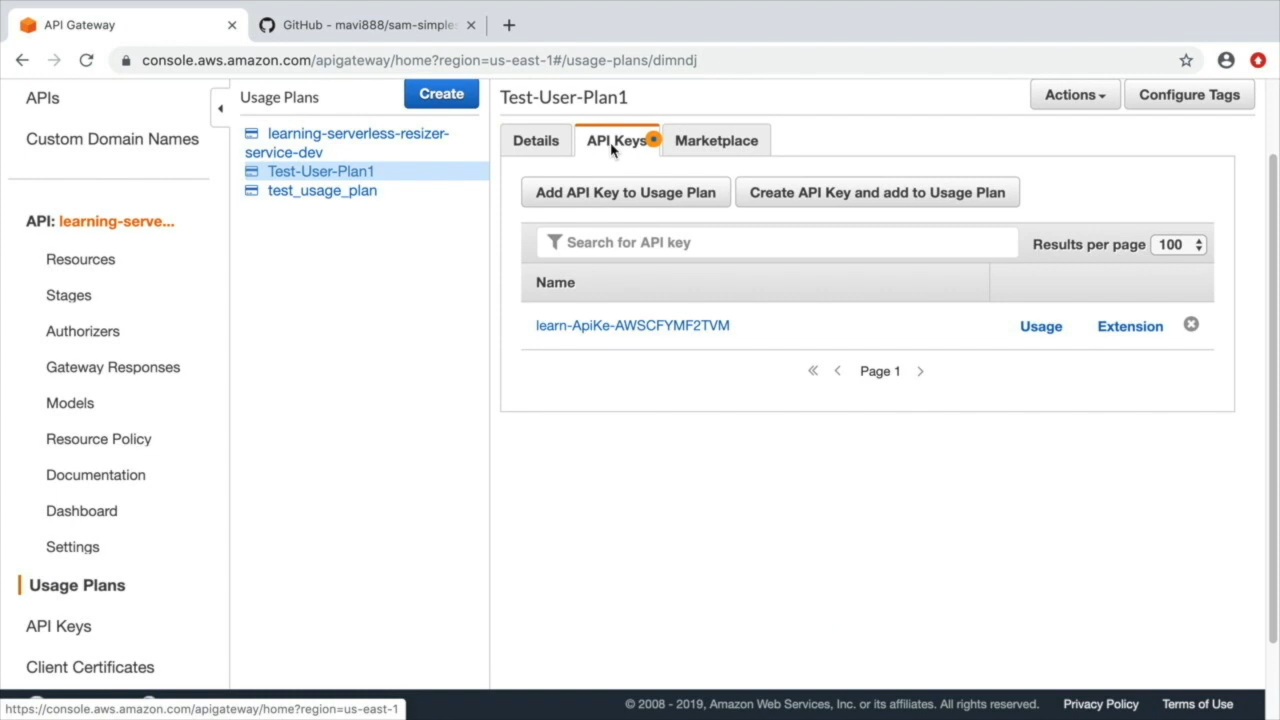 API Gateway
GitHub - mavi888/sam-simple
console.aws.amazon.com/apigateway/home?region=us-east-1#/usage-plans/dimndj
APIs
Custom Domain Names
API: learning-serve...
Resources
Stages
Authorizers
Gateway Responses
Models
Resource Policy
Documentation
Dashboard
Settings
Usage Plans
API Keys
Client Certificates
Usage Plans
Create
learning-serverless-resizer-
service-dev
Test-User-Plan1
test_usage_plan
Test-User-Plan1
Actions
Configure Tags
Details
API Keys
Marketplace
Add API Key to Usage Plan
Create API Key and add to Usage Plan
Search for API key
Results per page 100
Name
learn-ApiKe-AWSCFYMF2TVM
Usage
Extension
Page 1
https://console.aws.amazon.com/apigateway/home?region=us-east-1
© 2008 - 2019, Amazon Web Services, Inc. or its affiliates. All rights reserved.
Privacy Policy
Terms of Use